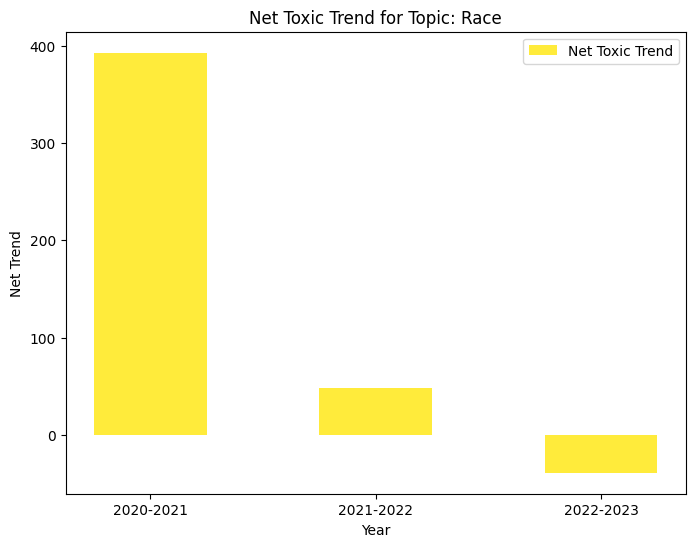 Net Toxic Trend for Topic: Race
Net Toxic Trend
400
300
200
100
0
Net Trend
2020-2021
2021-2022
2022-2023
Year